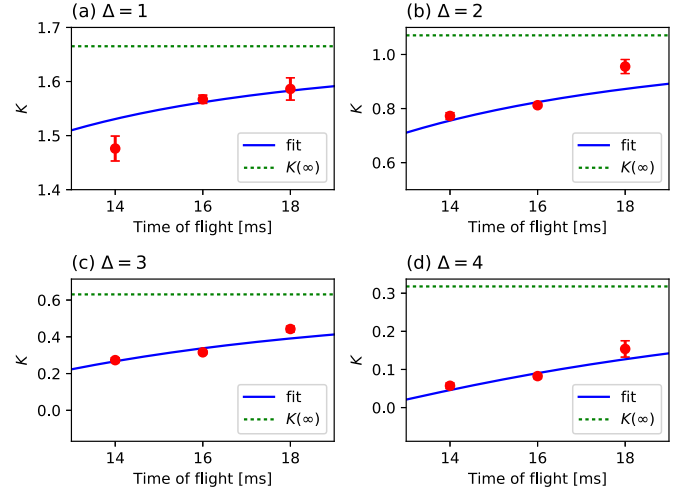 (a) Δ = 1
1.7
1.6
1.5
1.4
K
14
16
18
Time of flight [ms]
fit
K(∞)
(b) Δ = 2
1.0
0.8
0.6
K
14
16
18
Time of flight [ms]
fit
K(∞)
(c) Δ = 3
0.6
0.4
0.2
0.0
K
14
16
18
Time of flight [ms]
fit
K(∞)
(d) Δ = 4
0.3
0.2
0.1
0.0
K
14
16
18
Time of flight [ms]
fit
K(∞)